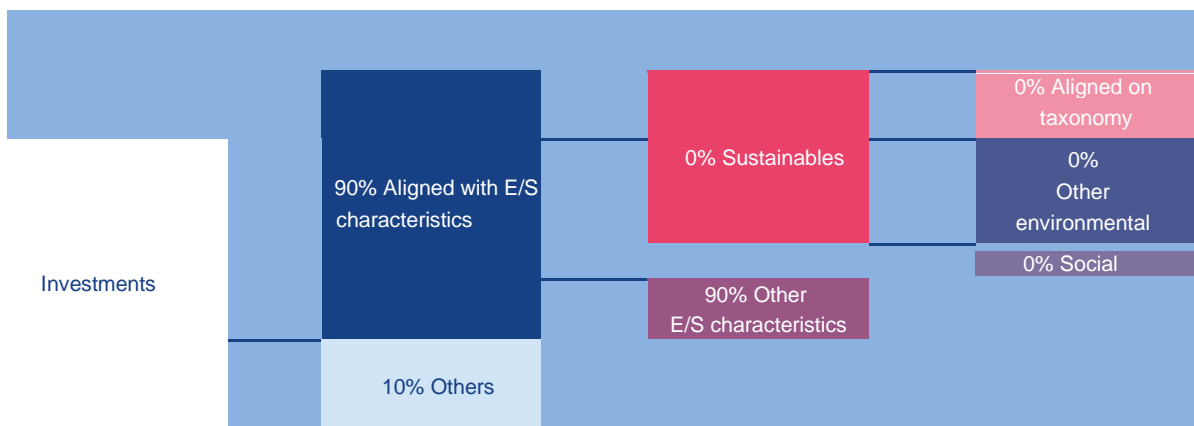 Investments
90% Aligned with E/S
characteristics
10% Others
0% Sustainables
90% Other
E/S characteristics
0% Aligned on
taxonomy
0%
Other
environmental
0% Social